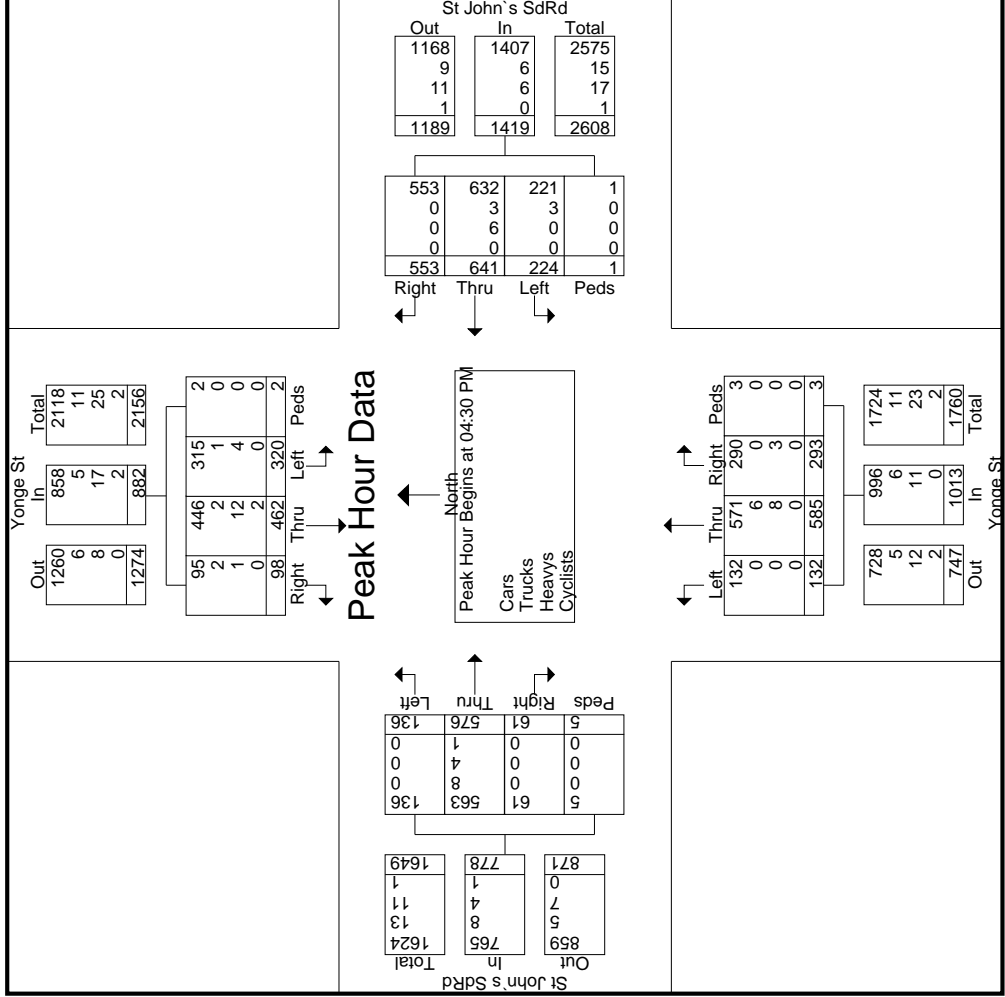 St John`s SdRd
Out In Total
1168 1407 2575
9 6 15
11 6 17
1 0 1
1189 1419 2608
553 632 221 1
0 3 3 0
0 6 0 0
0 0 0 0
553 641 224 1
Right Thru Left Peds
Yonge St
Out In Total
1260 858 2118
6 5 11
8 17 25
0 2 2
1274 882 2156
95 446 315 2
2 2 1 0
1 12 4 0
0 2 0 0
98 462 320 2
Right Thru Left Peds
Peak Hour Data
North
Peak Hour Begins at 04:30 PM
Cars
Trucks
Heavys
Cyclists
Left Thru Right Peds
132 571 290 3
0 6 0 0
0 8 3 0
0 0 0 0
132 585 293 3
728 996 1724
5 6 11
12 11 23
2 0 2
747 1013 1760
Out In Total
Yonge St
Left Thru Right Peds
136 576 61 5
0 1 0 0
0 4 0 0
0 8 0 0
136 563 61 5
1649 778 871
1 1 0
11 4 7
13 8 5
1624 765 859
Total In Out
St John`s SdRd